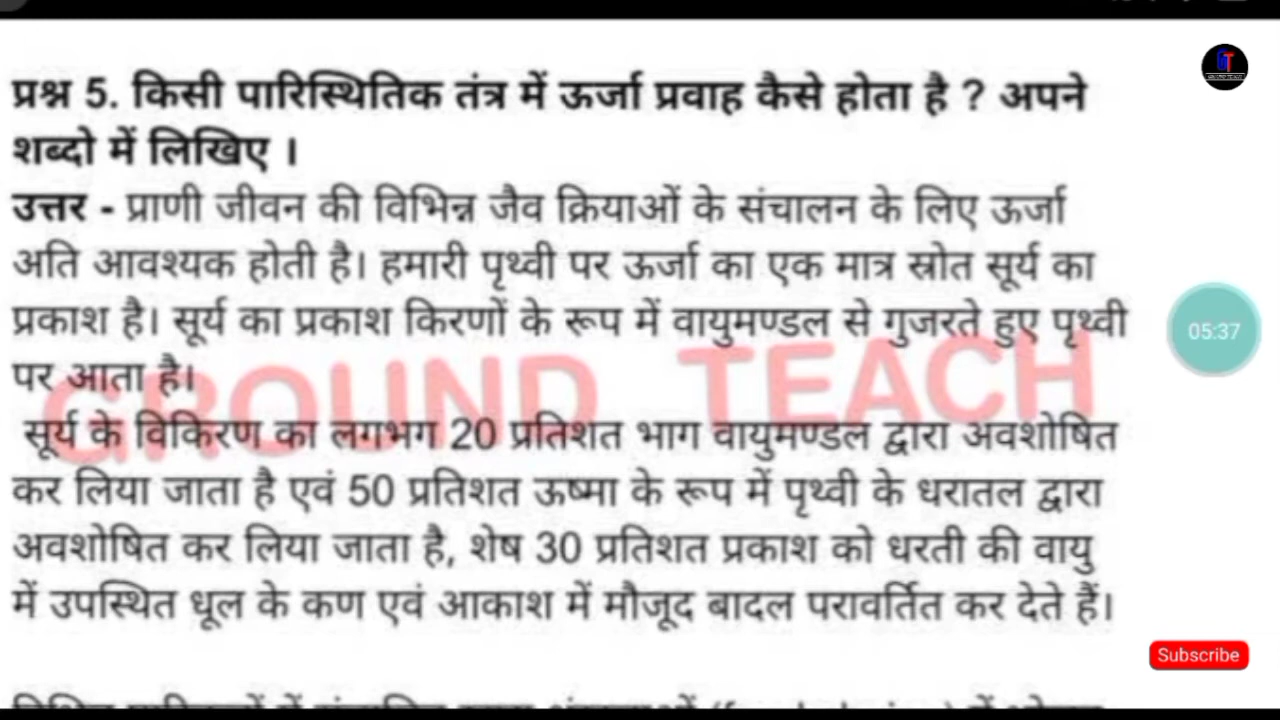 प्रश्न 5. किसी पारिस्थितिक तंत्र में ऊर्जा प्रवाह कैसे होता है ? अपने
शब्दो में लिखिए ।
उत्तर - प्राणी जीवन की विभिन्न जैव क्रियाओं के संचालन के लिए ऊर्जा
अति आवश्यक होती है। हमारी पृथ्वी पर ऊर्जा का एक मात्र स्रोत सूर्य का
प्रकाश है। सूर्य का प्रकाश किरणों के रूप में वायुमण्डल से गुजरते हुए पृथ्वी
पर आता है।
GROUND TEACH
सूर्य के विकिरण का लगभग 20 प्रतिशत भाग वायुमण्डल द्वारा अवशोषित
कर लिया जाता है एवं 50 प्रतिशत ऊष्मा के रूप में पृथ्वी के धरातल द्वारा
अवशोषित कर लिया जाता है, शेष 30 प्रतिशत प्रकाश को धरती की वायु
में उपस्थित धूल के कण एवं आकाश में मौजूद बादल परावर्तित कर देते हैं।
GT
05:37
Subscribe